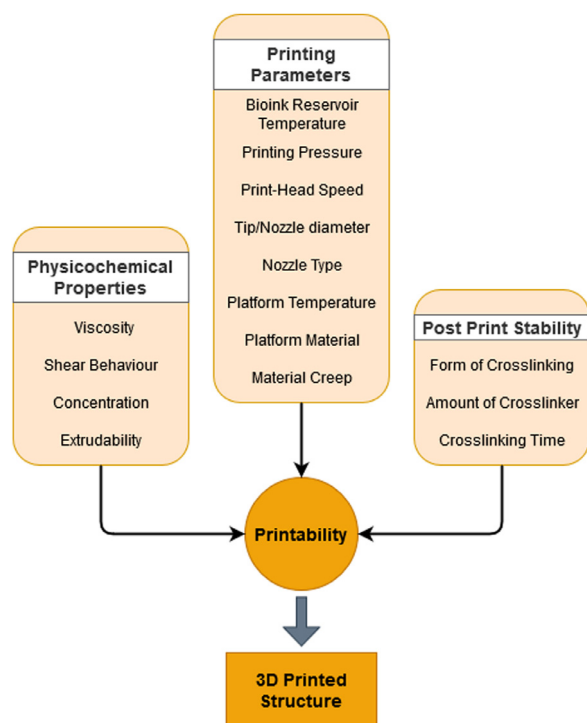 Printing
Parameters
Bioink Reservoir
Temperature
Printing Pressure
Print-Head Speed
Tip/Nozzle diameter
Nozzle Type
Platform Temperature
Platform Material
Material Creep
Physicochemical
Properties
Viscosity
Shear Behaviour
Concentration
Extrudability
Post Print Stability
Form of Crosslinking
Amount of Crosslinker
Crosslinking Time
Printability
3D Printed
Structure